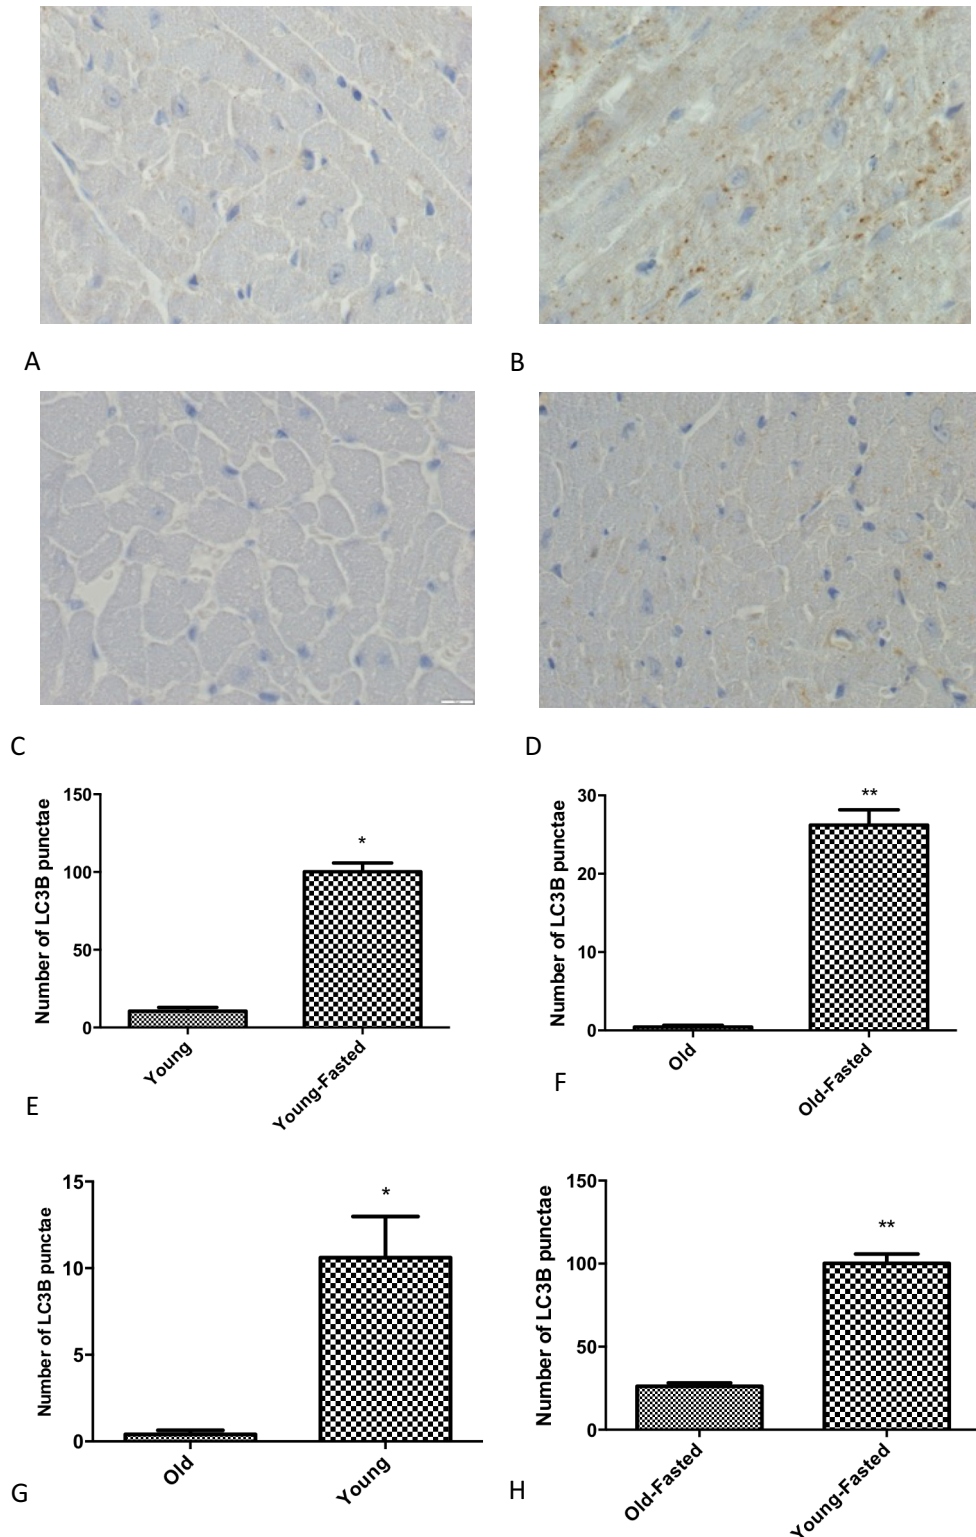 A
B
C
D
Number of LC3B punctae
150
100
50
0
*
Young
Young-Fasted
E
Number of LC3B punctae
30
20
10
0
**
Old
Old-Fasted
F
Number of LC3B punctae
15
10
5
0
*
Old
Young
G
Number of LC3B punctae
150
100
50
0
**
Old-Fasted
Young-Fasted
H